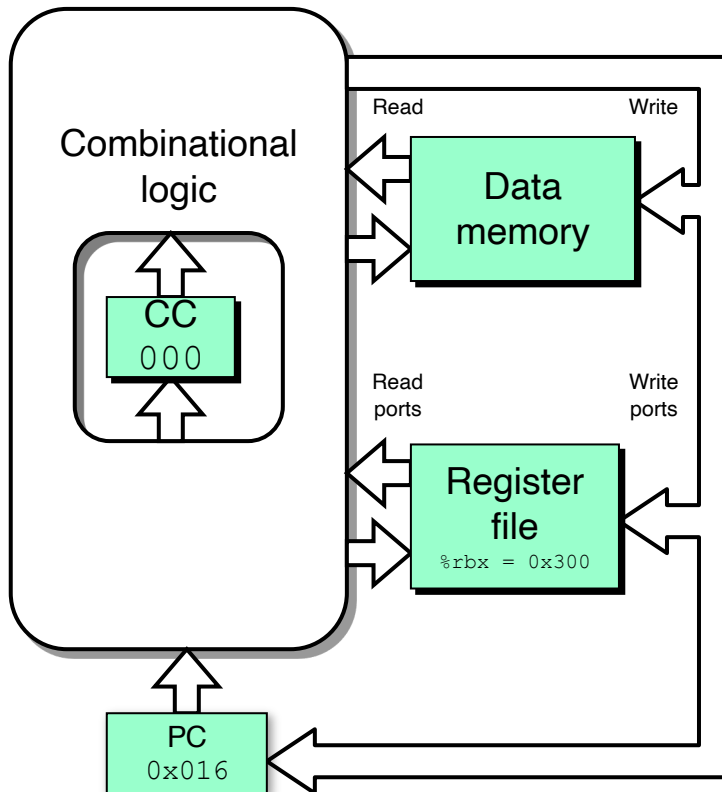 Combinational
logic
CC
000
Read
Write
Data
memory
Read
ports
Write
ports
Register
file
%rbx = 0x300
PC
0x016